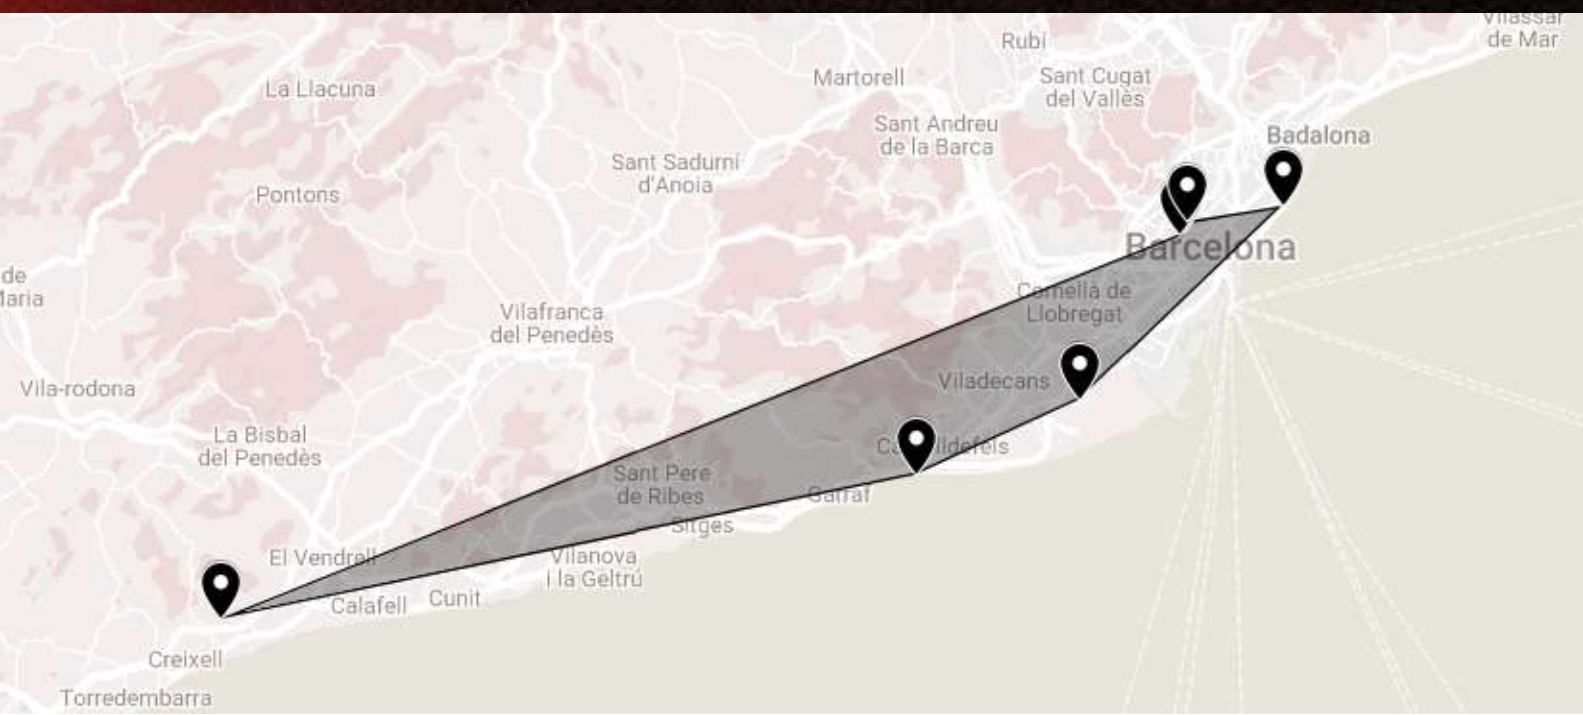 Vilassar
de Mar
Rubí
Martorell
Sant Cugat
del Vallès
La Llacuna
Sant Andreu
de la Barca
Badalona
Sant Sadurní
d'Anoia
Pontons
Barcelona
de
Maria
Cornellà de
Llobregat
Vilafranca
del Penedès
Vila-rodona
Viladecans
La Bisbal
del Penedès
Sant Pere
de Ribes
Garraf
Sitges
El Vendrell
Vilanova
i la Geltrú
Calafell
Cunit
Creixell
Torredembarra